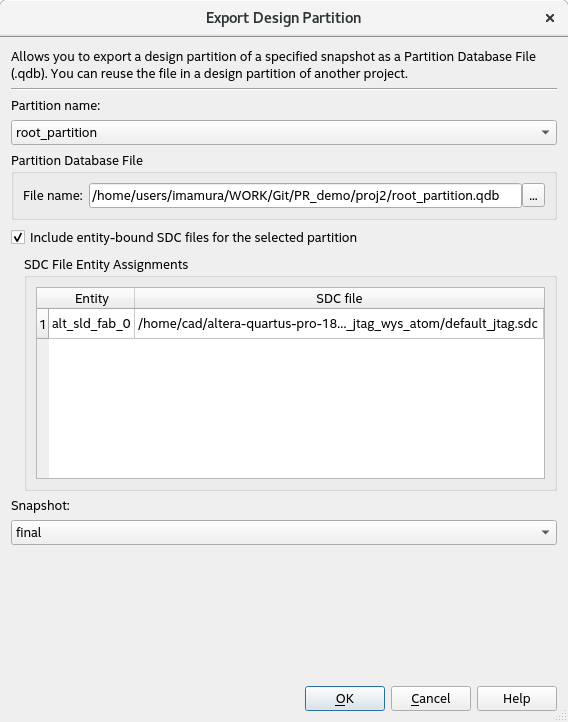 Export Design Partition
Allows you to export a design partition of a specified snapshot as a Partition Database File
(.qdb). You can reuse the file in a design partition of another project.
Partition name:
root_partition
Partition Database File
File name: /home/users/imamura/WORK/Git/PR_demo/proj2/root_partition.qdb ...
Include entity-bound SDC files for the selected partition
SDC File Entity Assignments
Entity SDC file
1 alt_sld_fab_0 /home/cad/altera-quartus-pro-18..._jtag_wys_atom/default_jtag.sdc
Snapshot:
final
OK Cancel Help